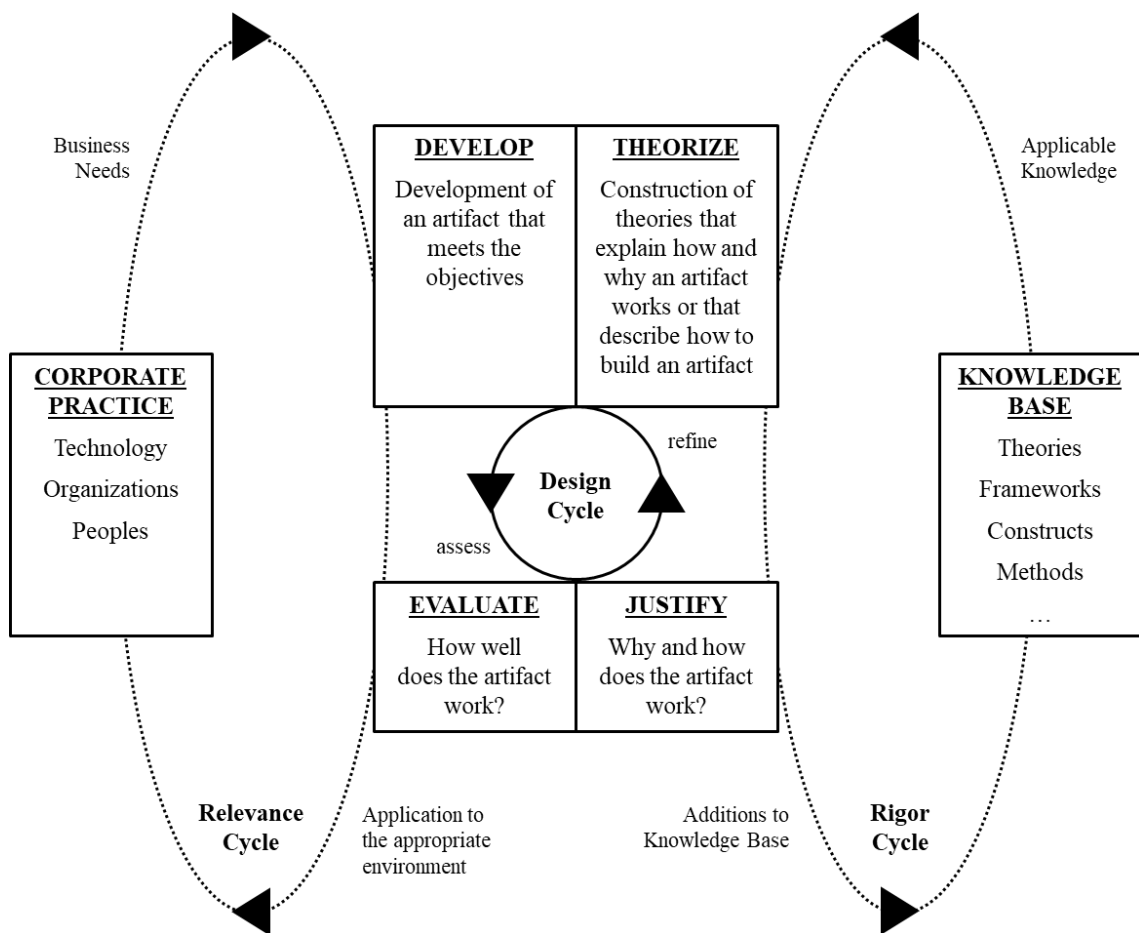 Business
Needs
DEVELOP
Development of
an artifact that
meets the
objectives
THEORIZE
Construction of
theories that
explain how and
why an artifact
works or that
describe how to
build an artifact
Applicable
Knowledge
CORPORATE
PRACTICE
Technology
Organizations
Peoples
Design
Cycle
refine
assess
KNOWLEDGE
BASE
Theories
Frameworks
Constructs
Methods
…
EVALUATE
How well
does the artifact
work?
JUSTIFY
Why and how
does the artifact
work?
Relevance
Cycle
Application to
the appropriate
environment
Additions to
Knowledge Base
Rigor
Cycle